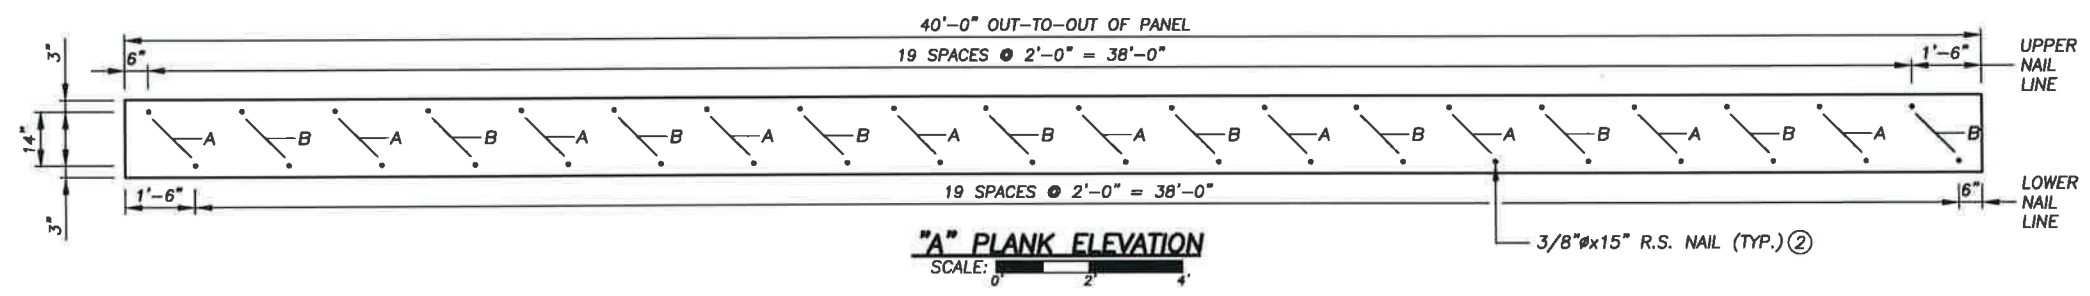 40'-0" OUT-TO-OUT OF PANEL
6"
19 SPACES @ 2'-0" = 38'-0"
1'-6"
UPPER
NAIL
LINE
3"
14"
3"
A B A B A B A B A B A B A B A B A B A B
1'-6"
19 SPACES @ 2'-0" = 38'-0"
6"
LOWER
NAIL
LINE
3/8"øx15" R.S. NAIL (TYP.) 2
"A" PLANK ELEVATION
SCALE:
0' 2' 4'